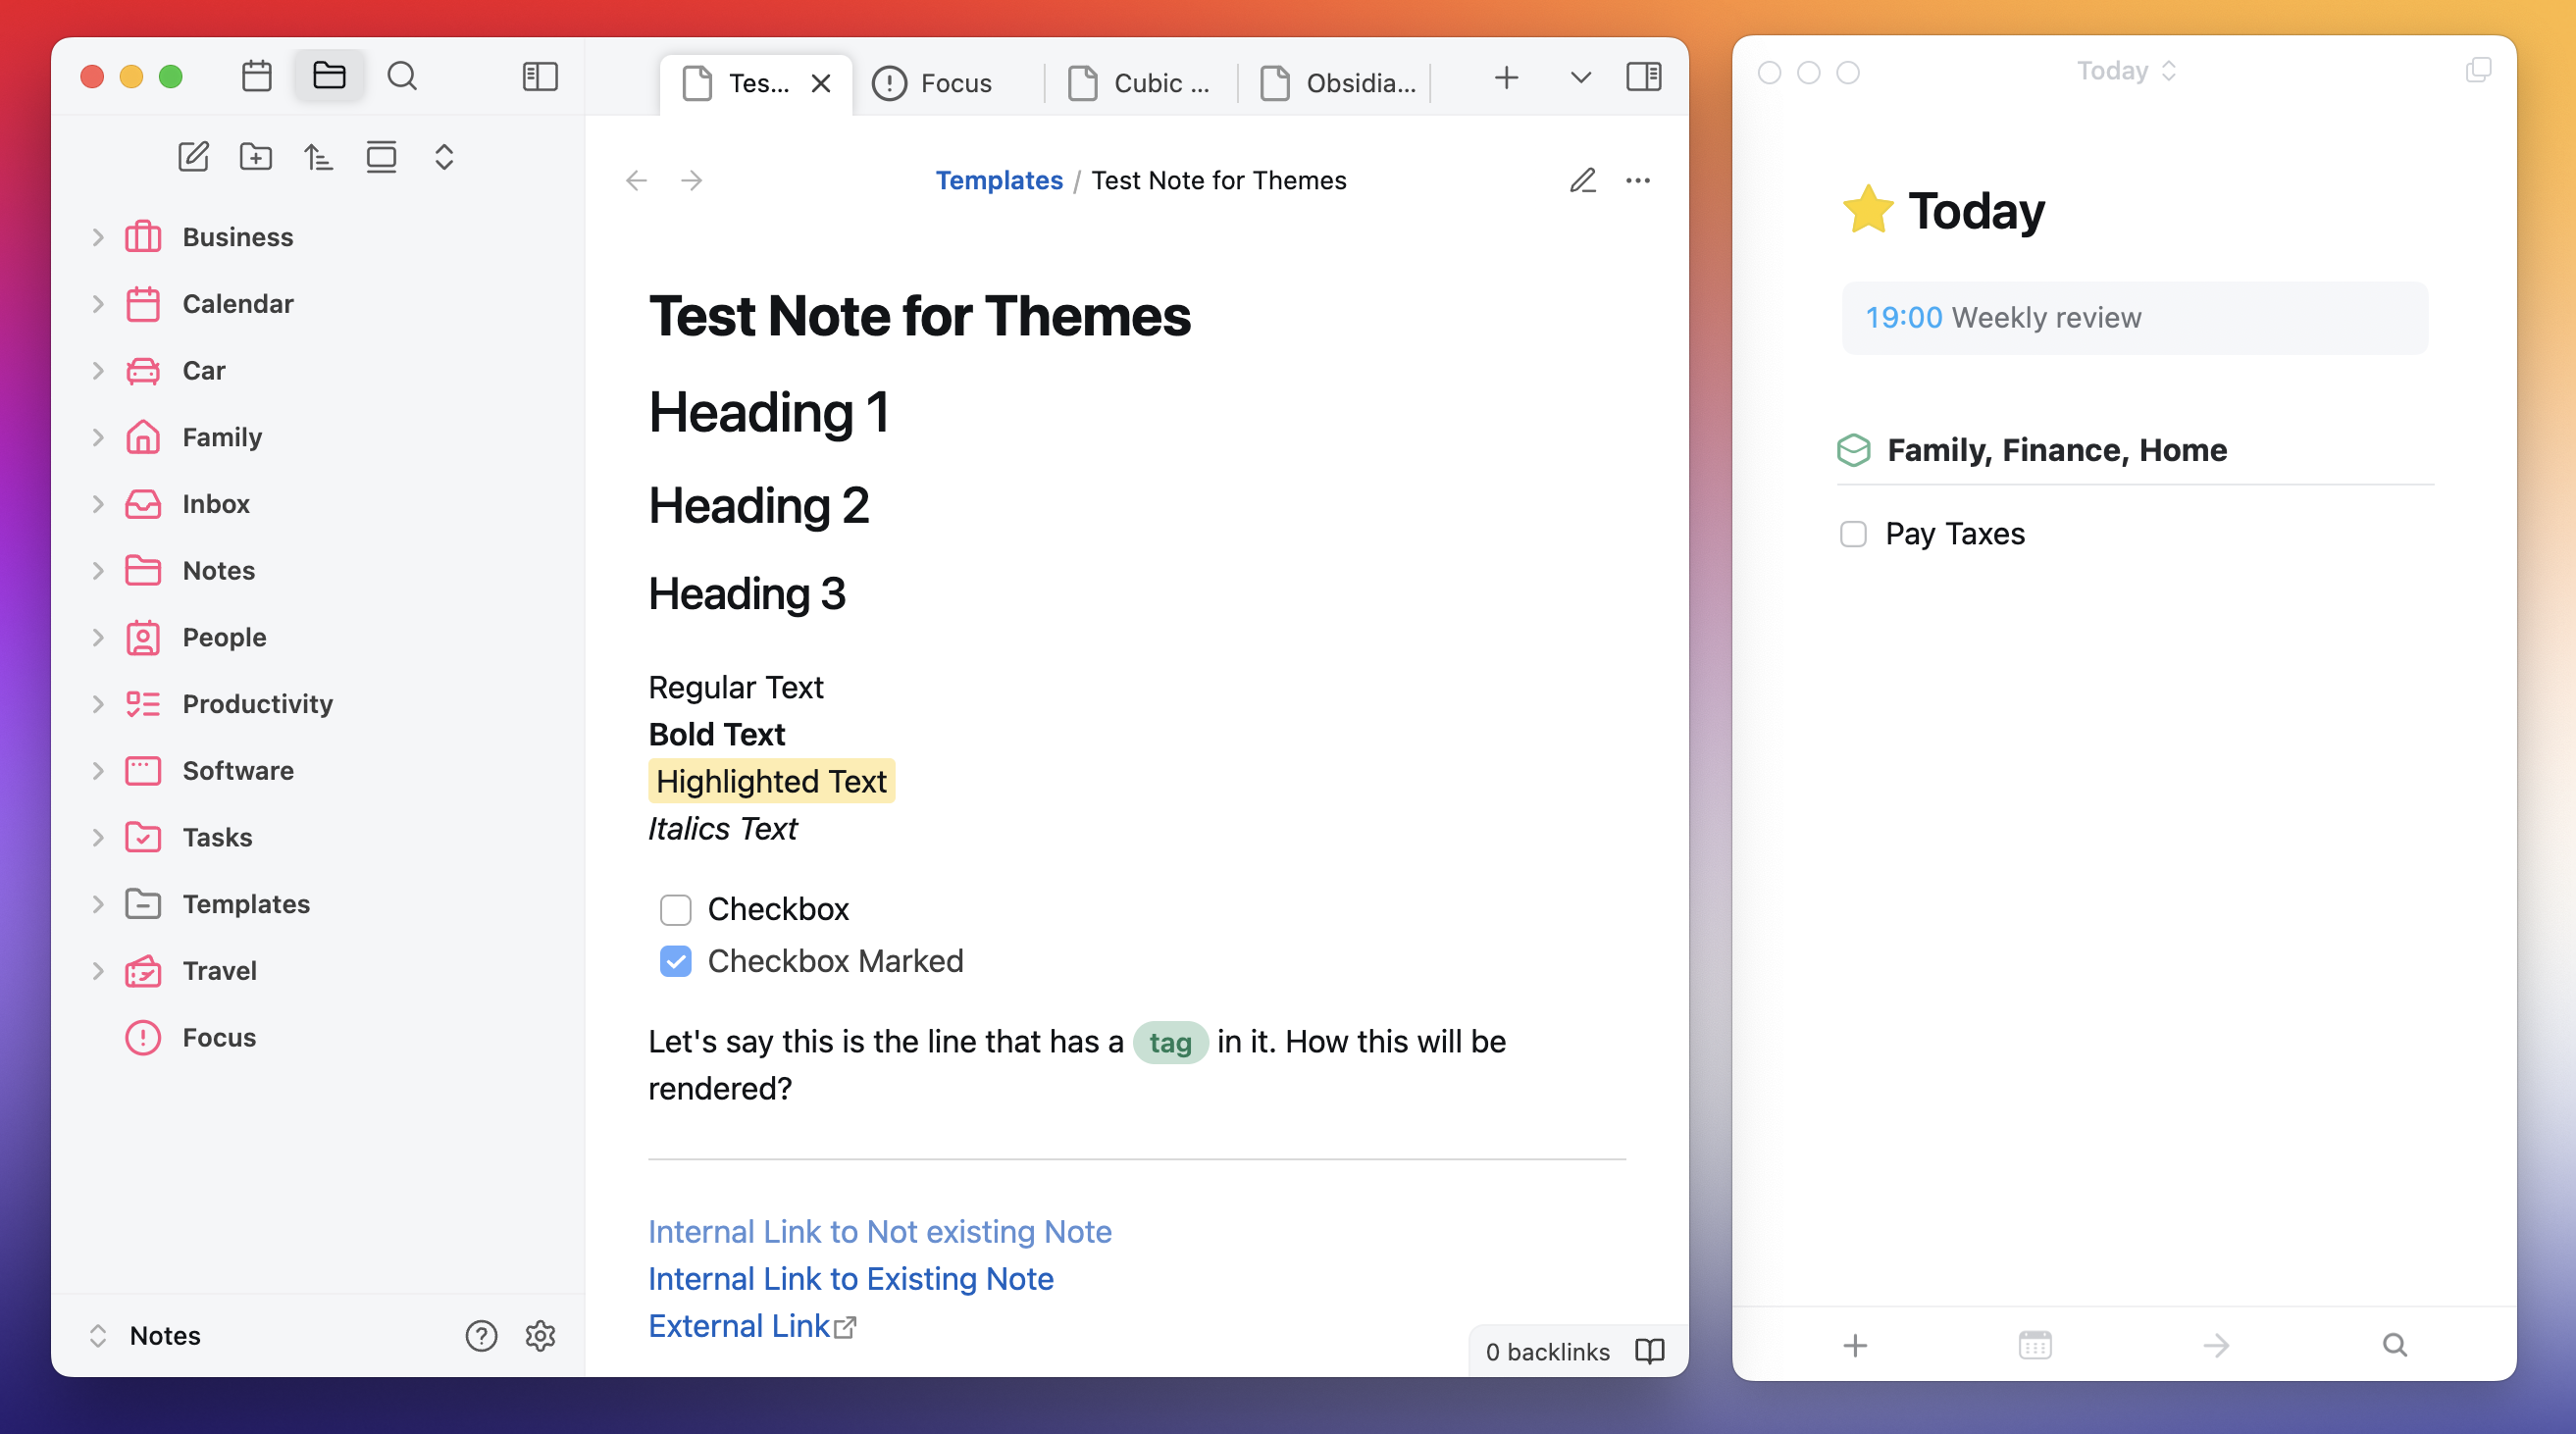 Tes...
Focus
Cubic ...
Obsidia...
Business
Calendar
Car
Family
Inbox
Notes
People
Productivity
Software
Tasks
Templates
Travel
Focus
Notes
Templates / Test Note for Themes
Test Note for Themes
Heading 1
Heading 2
Heading 3
Regular Text
Bold Text
Highlighted Text
Italics Text
Checkbox
Checkbox Marked
Let's say this is the line that has a tag in it. How this will be
rendered?
Internal Link to Not existing Note
Internal Link to Existing Note
External Link
0 backlinks
Today
Today
19:00 Weekly review
Family, Finance, Home
Pay Taxes